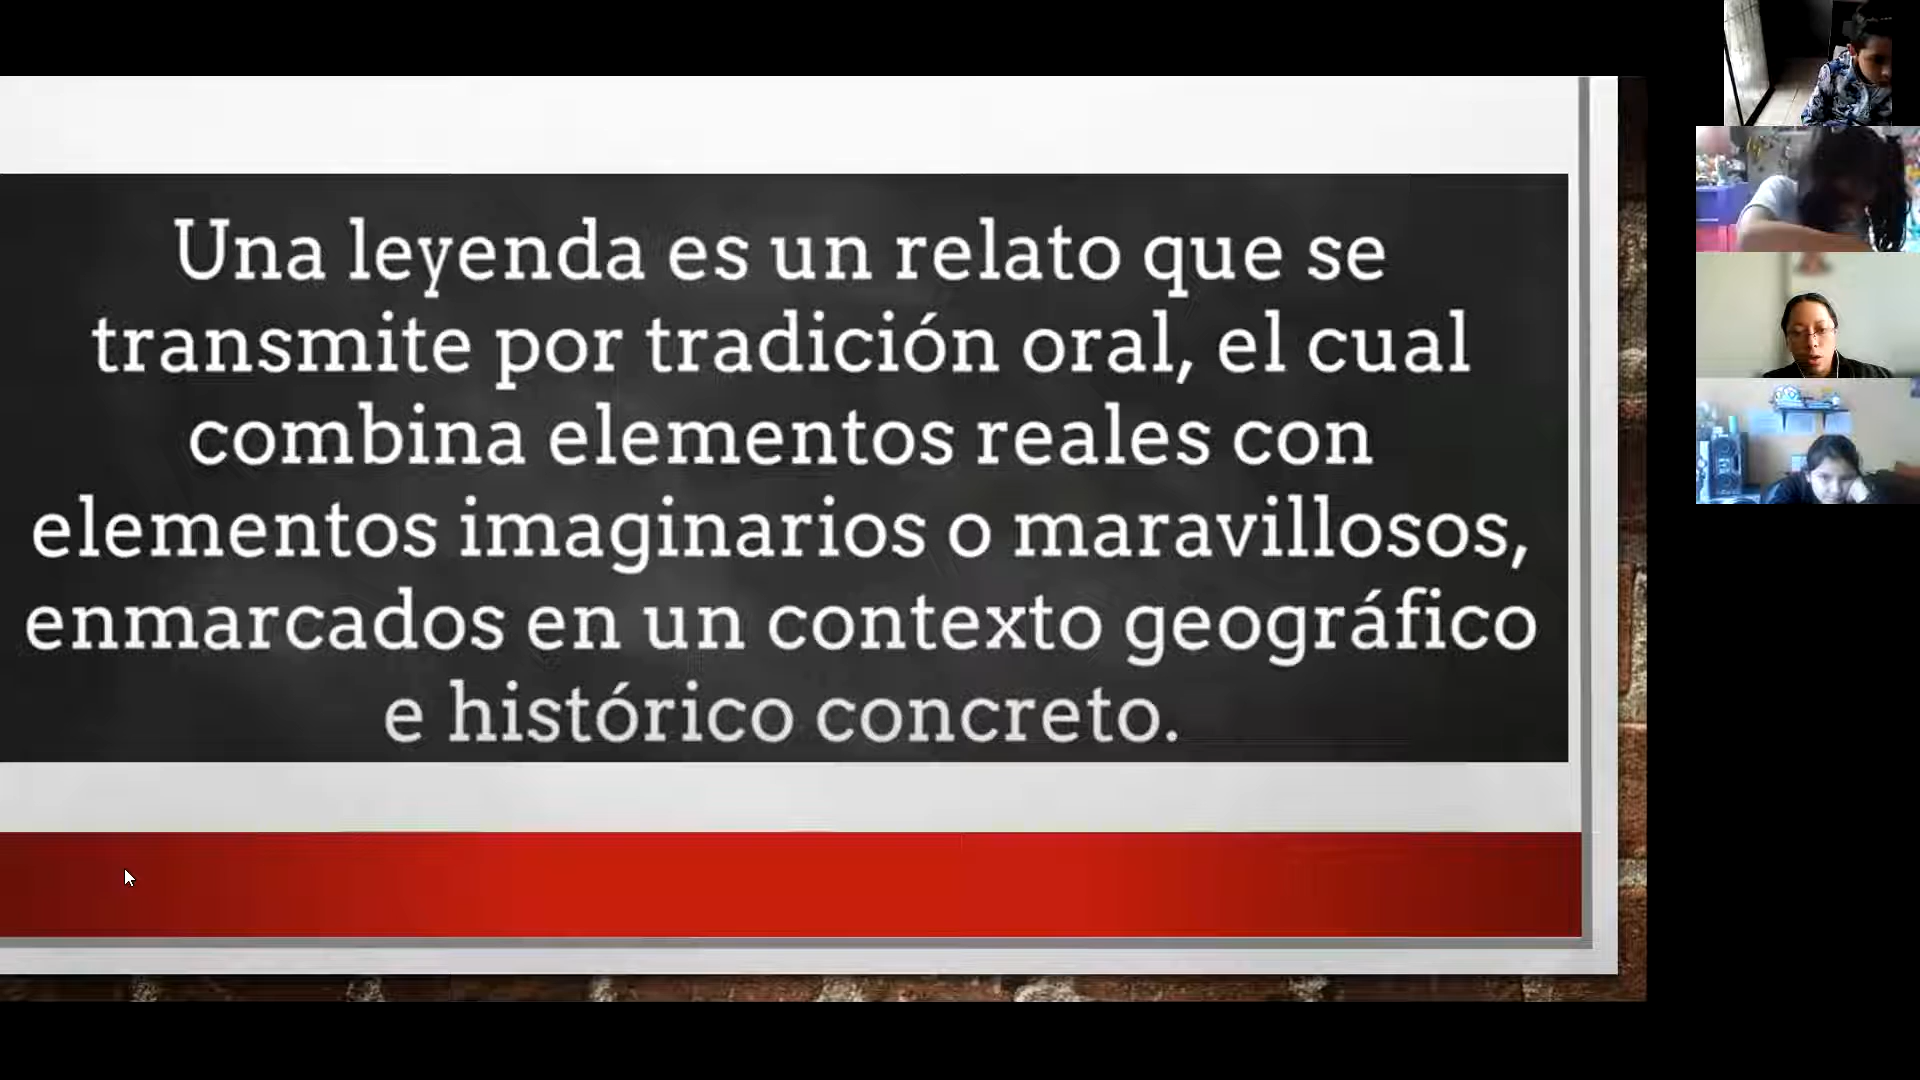 Una leyenda es un relato que se
transmite por tradición oral, el cual
combina elementos reales con
elementos imaginarios o maravillosos,
enmarcados en un contexto geográfico
e histórico concreto.